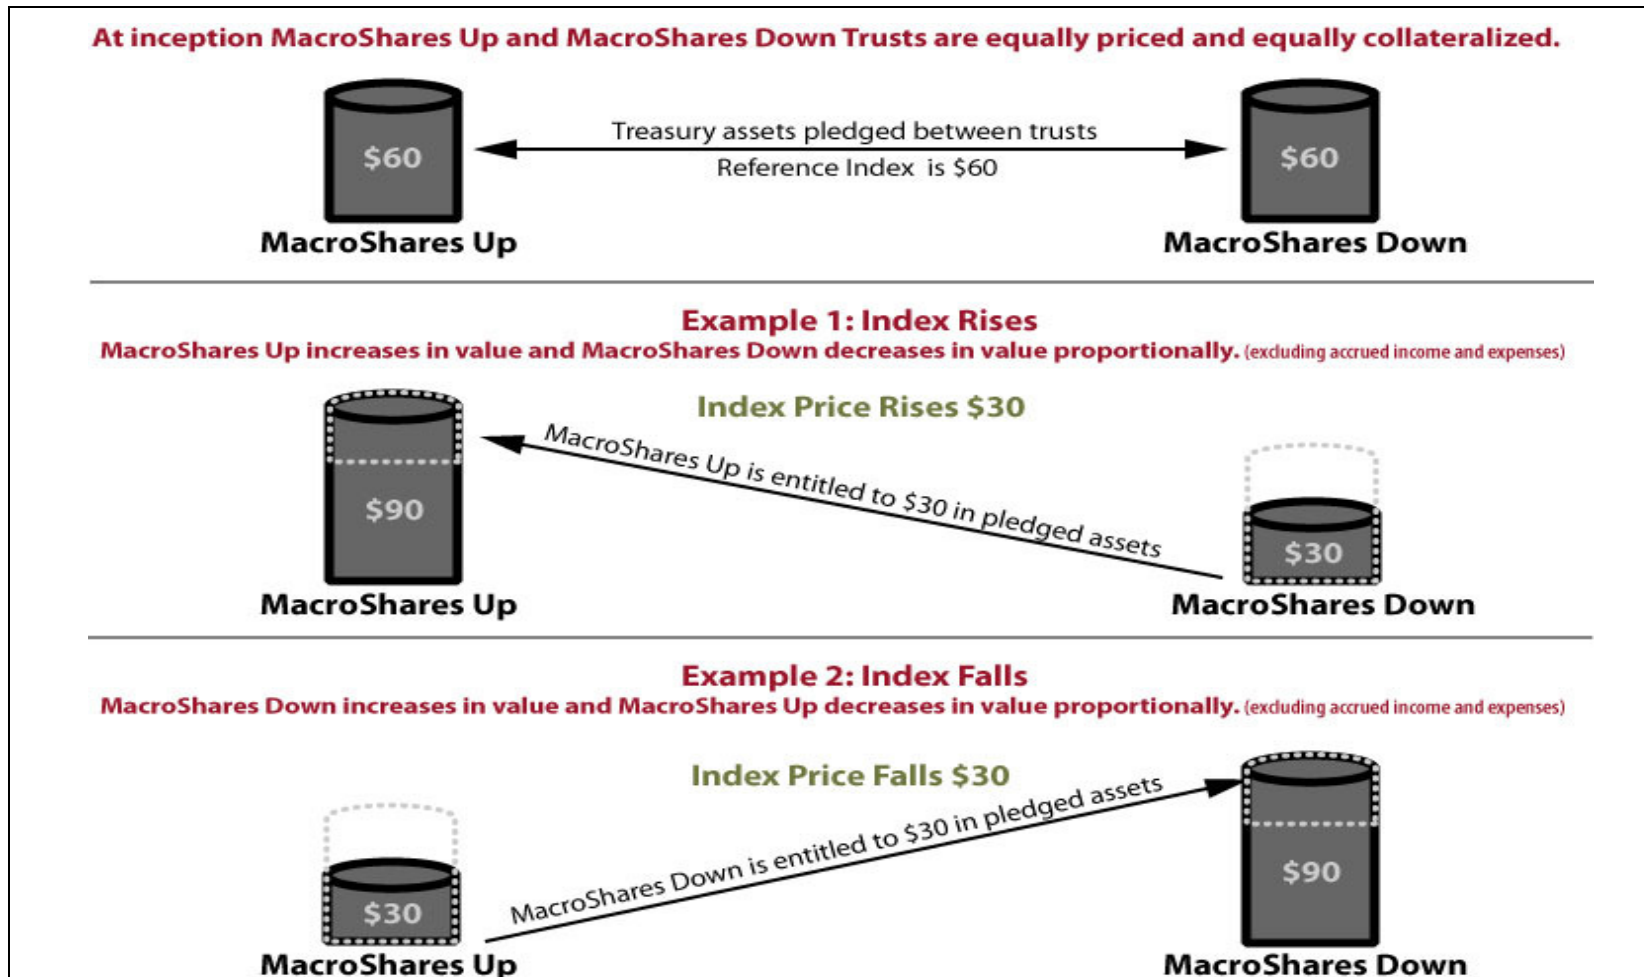 At inception MacroShares Up and MacroShares Down Trusts are equally priced and equally collateralized.
$60
Treasury assets pledged between trusts
Reference Index is $60
$60
MacroShares Up
MacroShares Down
Example 1: Index Rises
MacroShares Up increases in value and MacroShares Down decreases in value proportionally. (excluding accrued income and expenses)
Index Price Rises $30
MacroShares Up is entitled to $30 in pledged assets
$90
$30
MacroShares Up
MacroShares Down
Example 2: Index Falls
MacroShares Down increases in value and MacroShares Up decreases in value proportionally. (excluding accrued income and expenses)
Index Price Falls $30
MacroShares Down is entitled to $30 in pledged assets
$30
$90
MacroShares Up
MacroShares Down